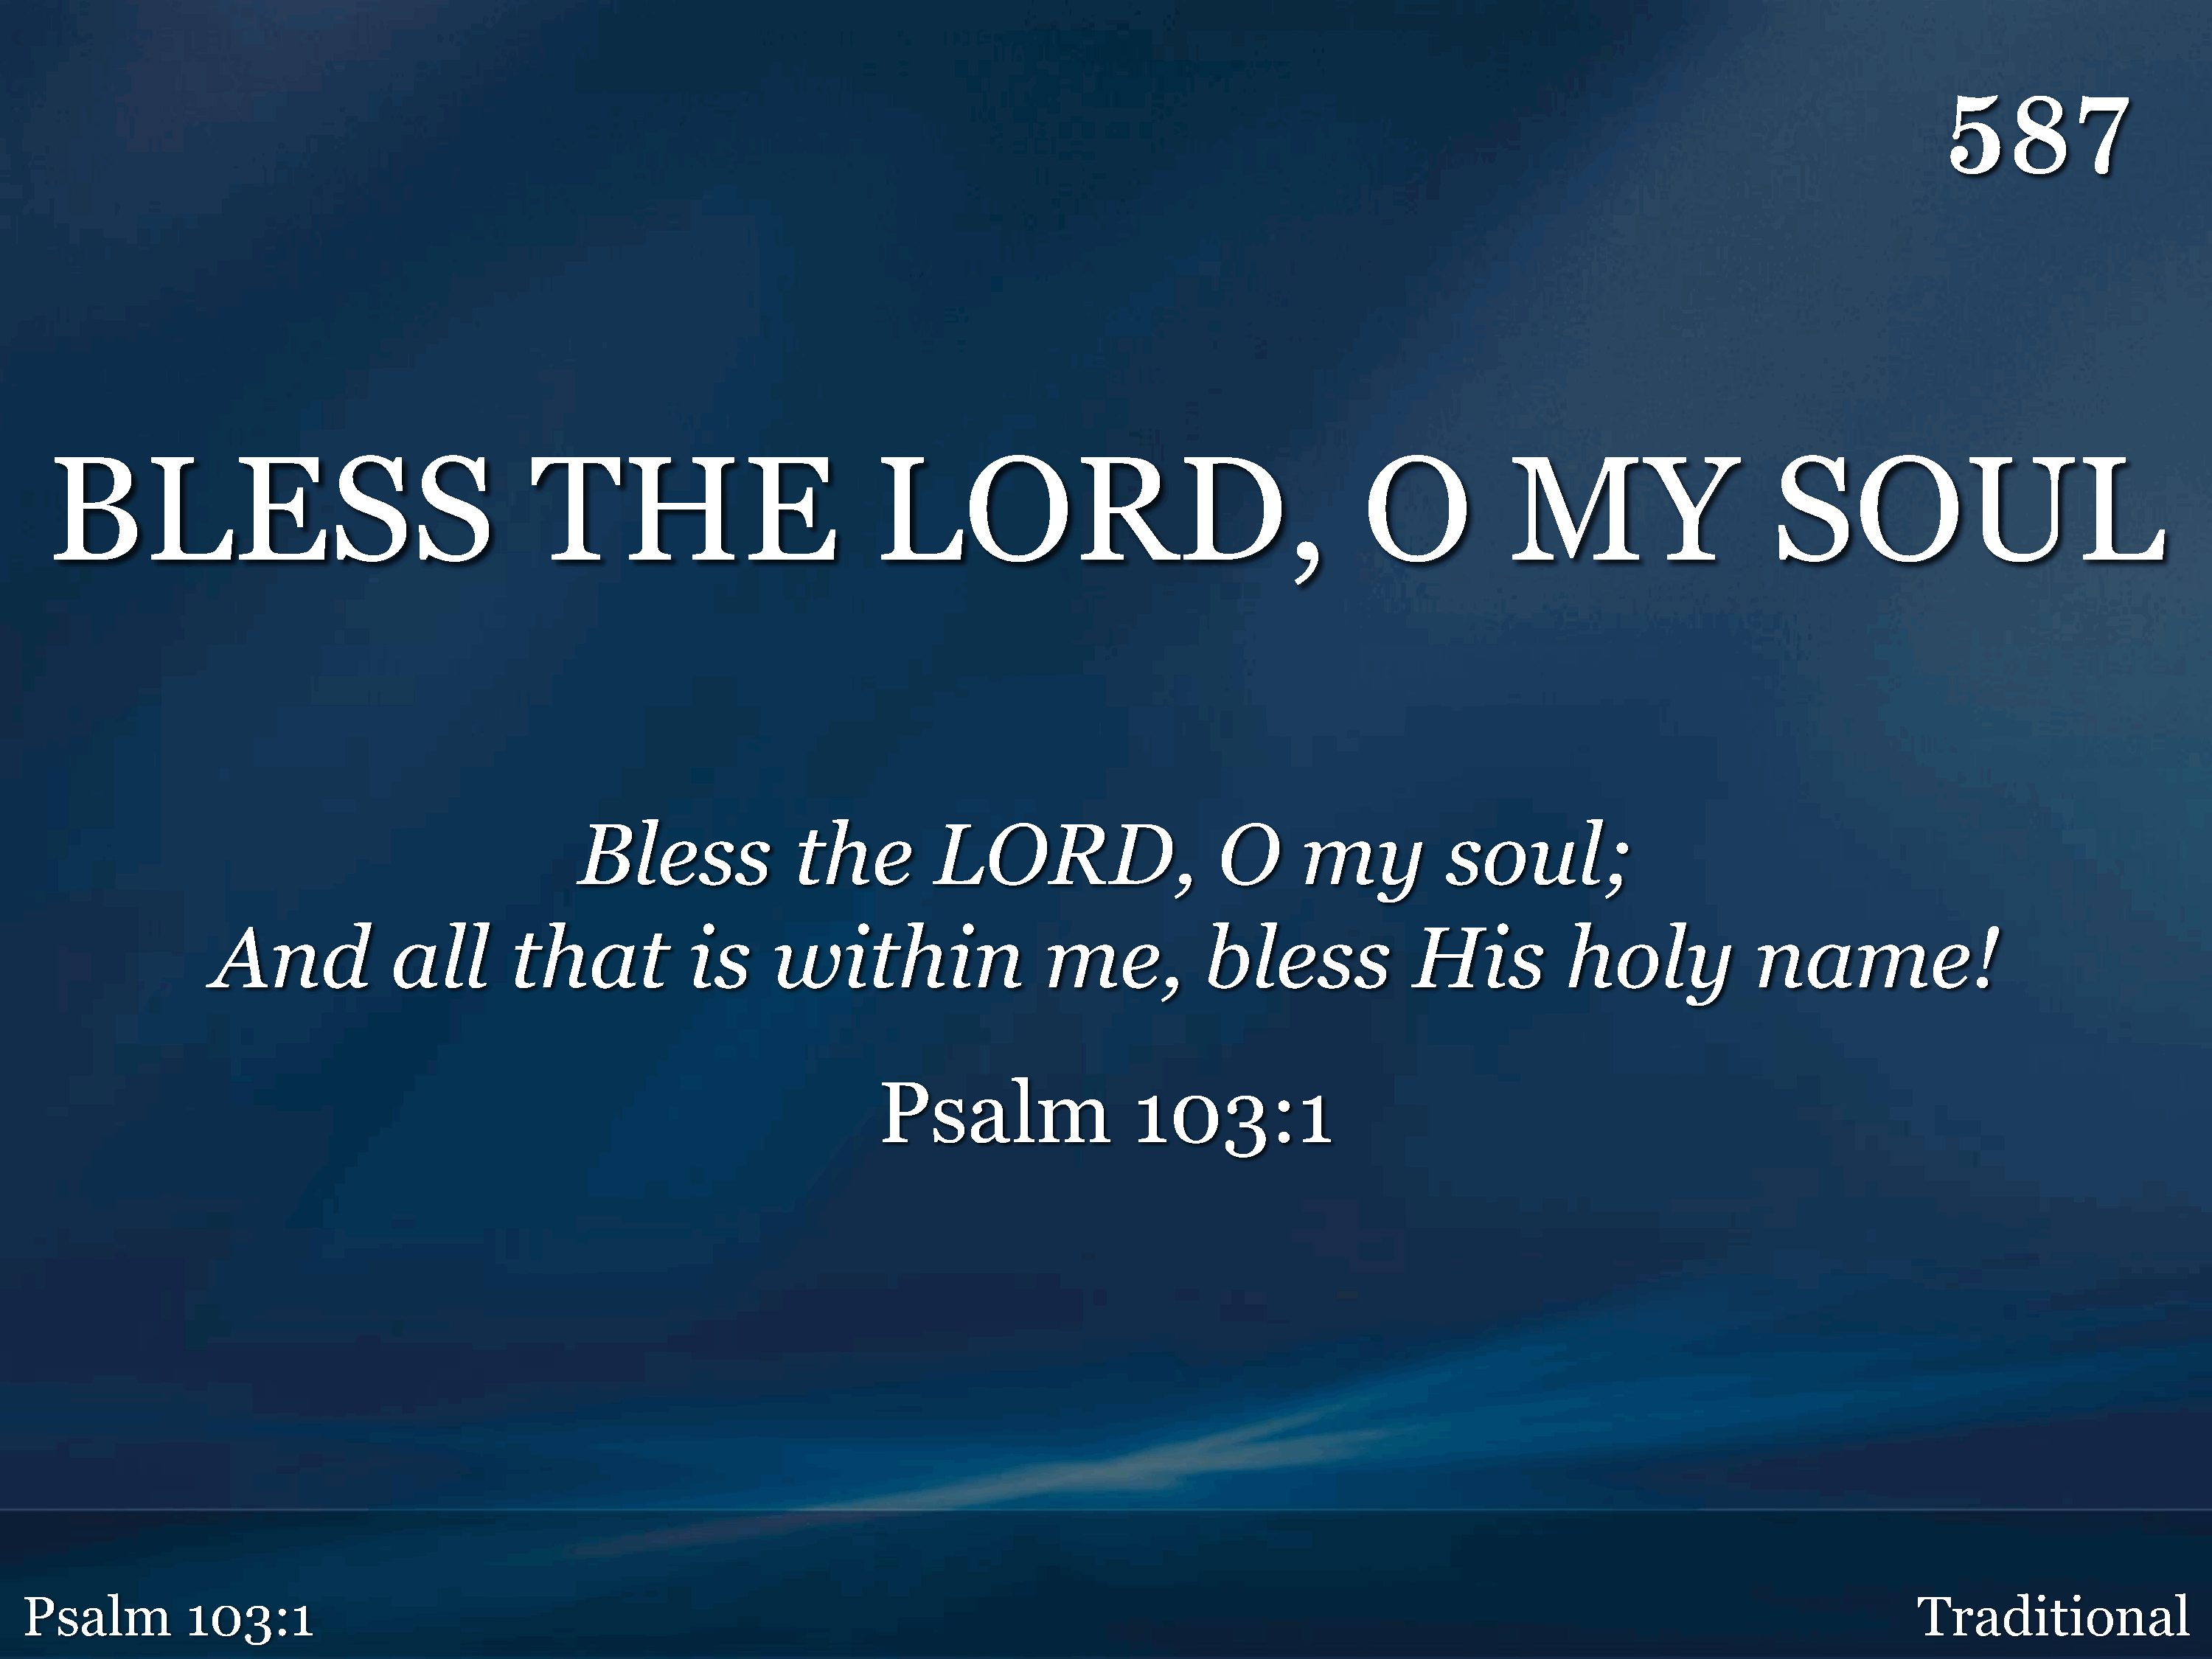 587
BLESS THE LORD, O MY SOUL
Bless the LORD, O my soul;
And all that is within me, bless His holy name!
Psalm 103:1
Psalm 103:1
Traditional